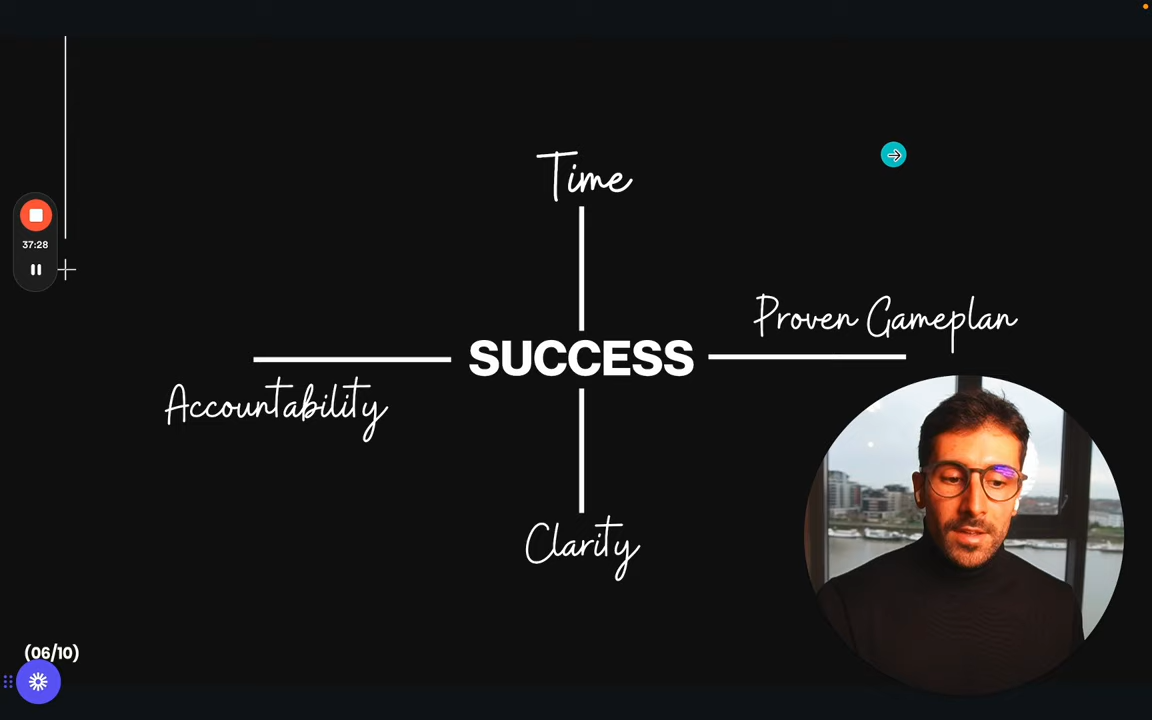 Time
37:28
Proven Gameplan
SUCCESS
Accountability
Clarity
(06/10)